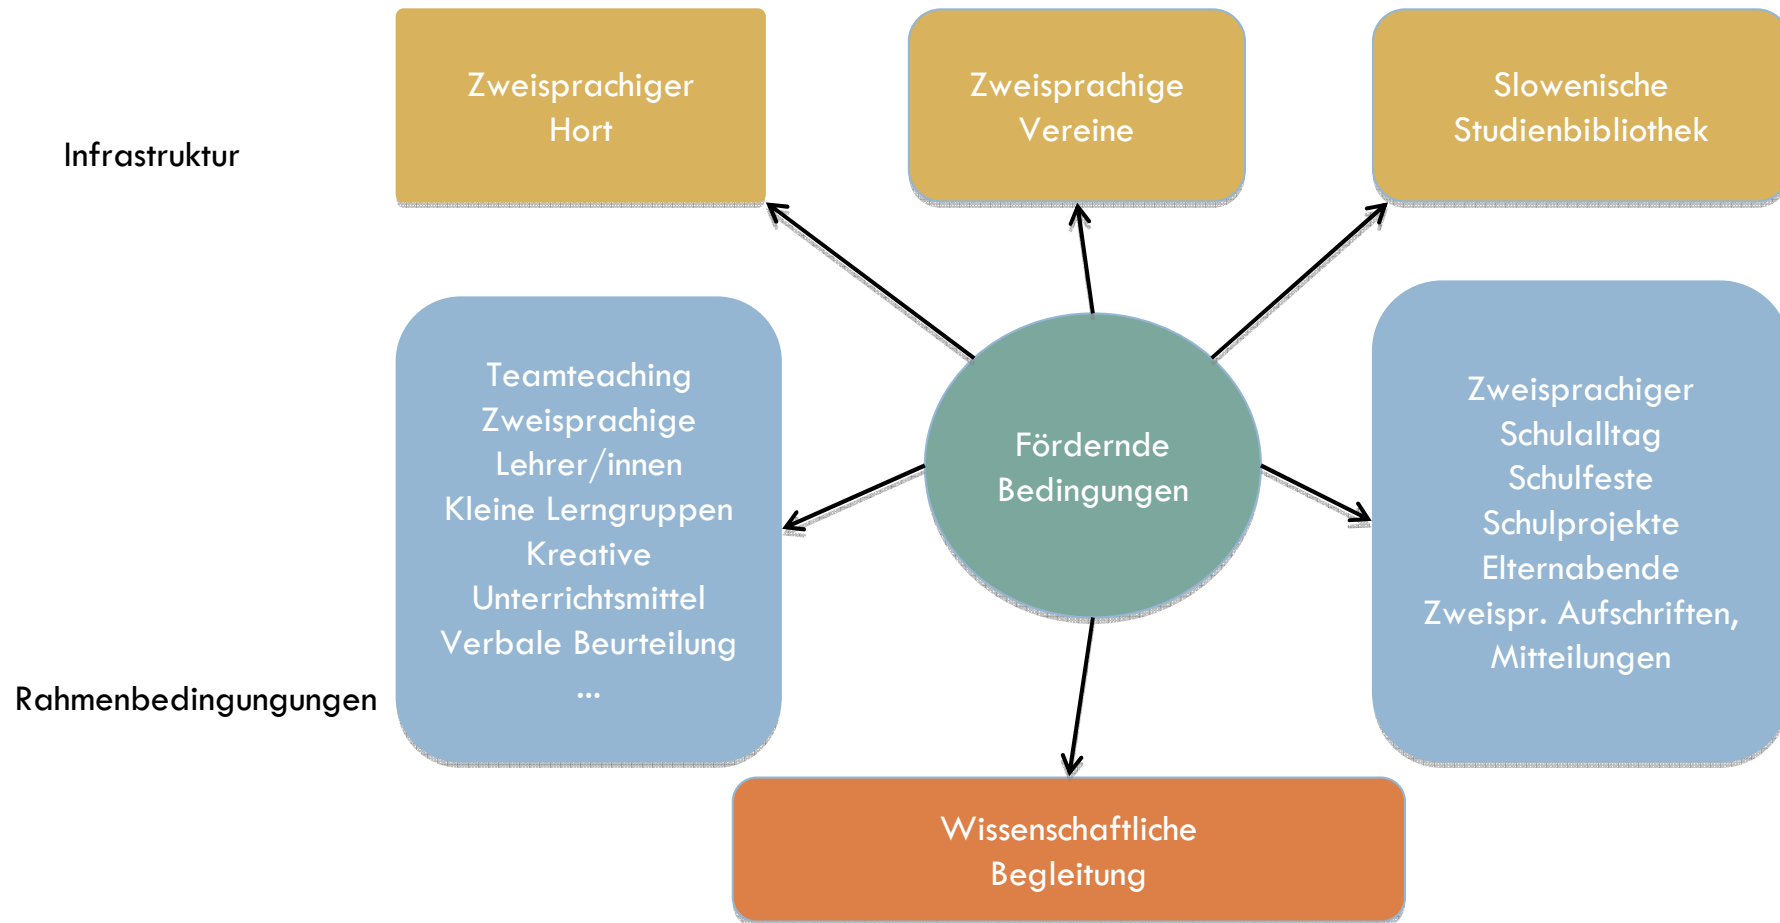 Zweisprachiger
Hort
Zweisprachige
Vereine
Slowenische
Studienbibliothek
Infrastruktur
Teamteaching
Zweisprachige
Lehrer/innen
Kleine Lerngruppen
Kreative
Unterrichtsmittel
Verbale Beurteilung
...
Fördernde
Bedingungen
Zweisprachiger
Schulalltag
Schulfeste
Schulprojekte
Elternabende
Zweispr. Aufschriften,
Mitteilungen
Rahmenbedingungungen
Wissenschaftliche
Begleitung